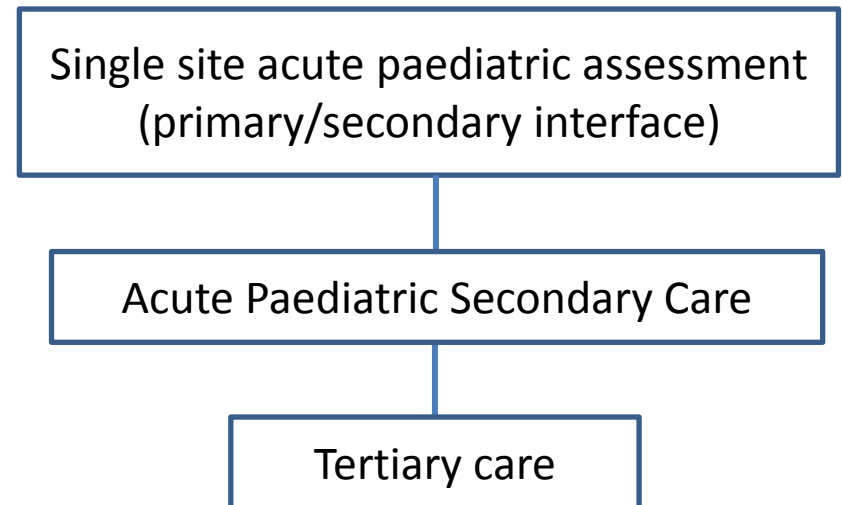 Single site acute paediatric assessment
(primary/secondary interface)
Acute Paediatric Secondary Care
Tertiary care